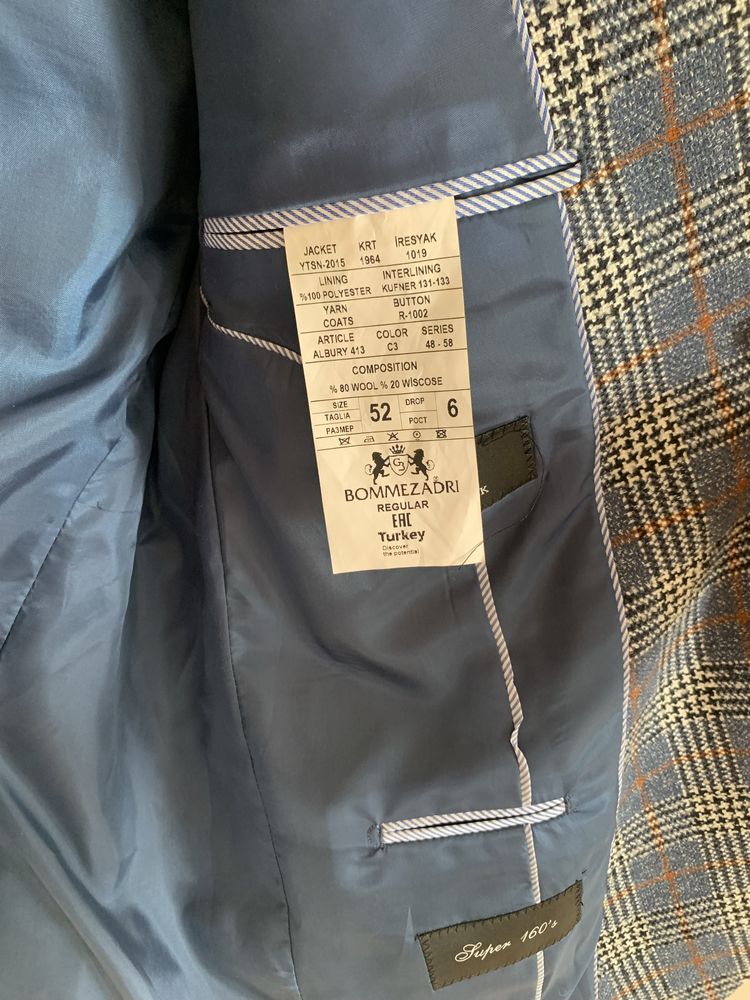 JACKET KRT İRESYAK
YTSN-2015 1964 1019
LINING INTERLINING
%100 POLYESTER KUFNER 131-133
YARN BUTTON
COATS R-1002
ARTICLE COLOR SERIES
ALBURY 413 C3 48 - 58
COMPOSITION
% 80 WOOL % 20 WİSCOSE
SIZE DROP
TAGLIA 52 6
РАЗМЕР РОСТ
BOMMEZADRI
REGULAR
EAC
Turkey
Discover
the potential
K
Super 160's